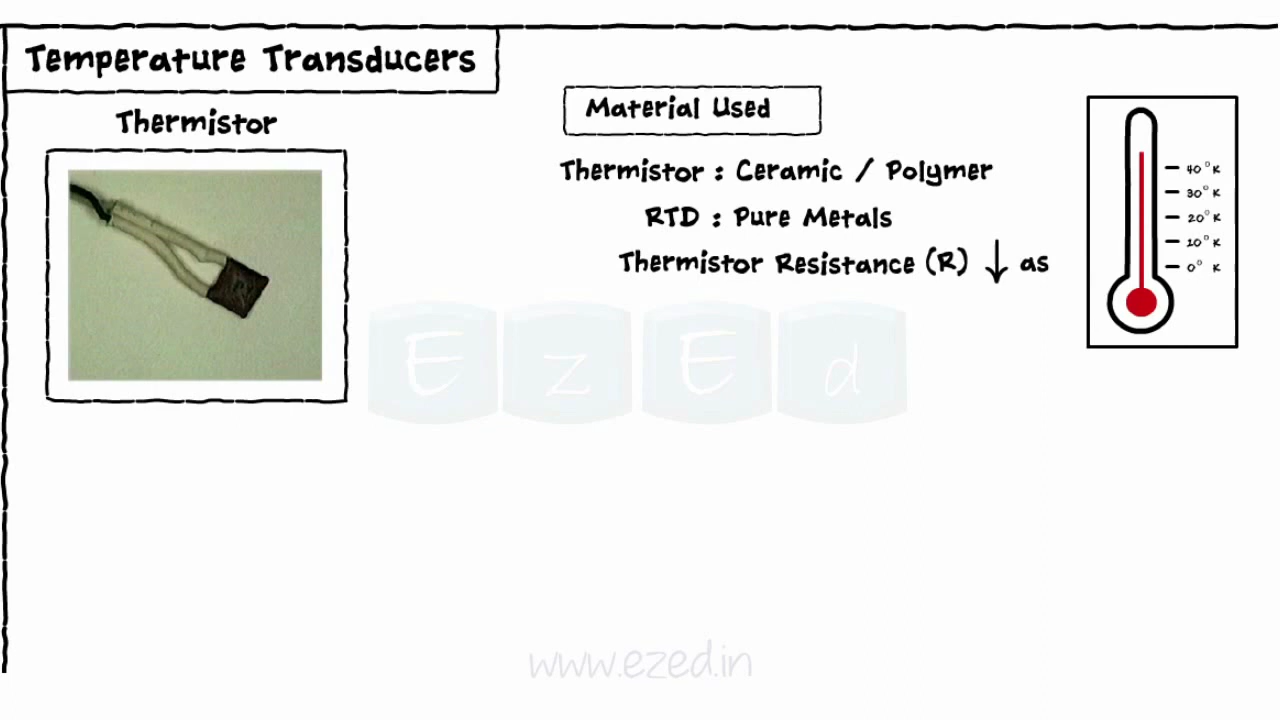 Temperature Transducers
Thermistor
Material Used
Thermistor : Ceramic / Polymer
RTD : Pure Metals
Thermistor Resistance (R) ↓ as
40° K
30° K
20° K
10° K
0° K
EzEd
www.ezed.in